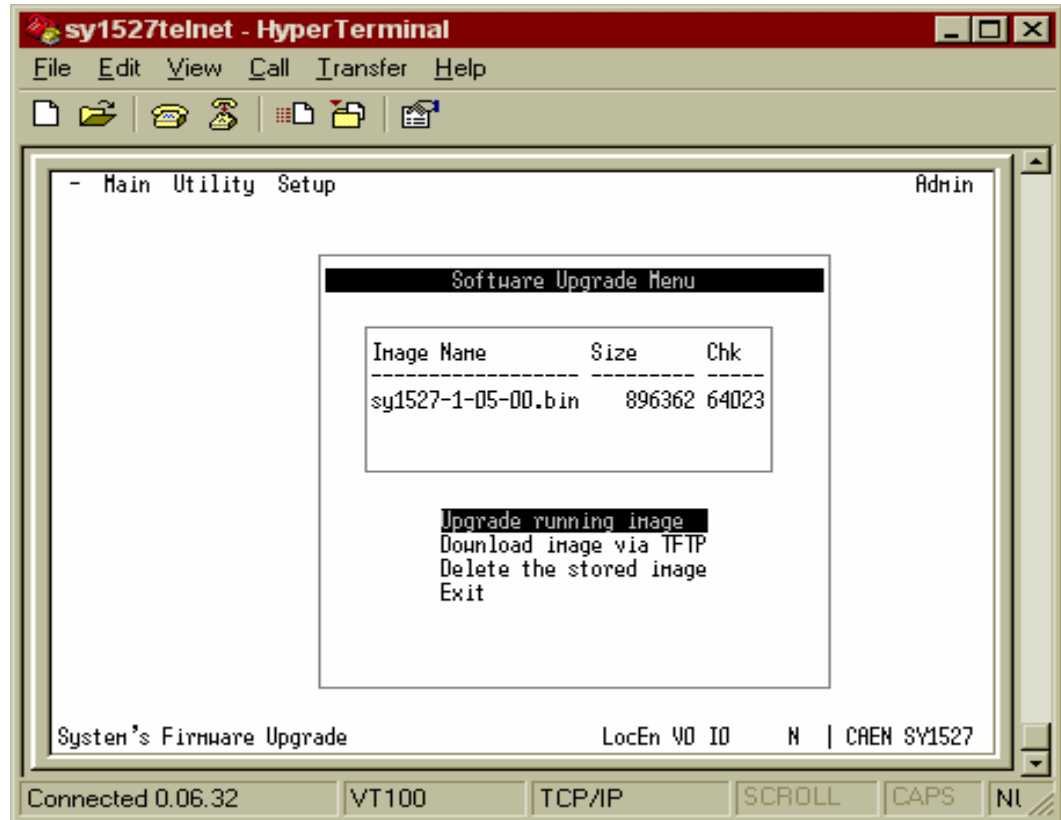 sy1527telnet - HyperTerminal
File Edit View Call Transfer Help
- Main Utility Setup Admin
Software Upgrade Menu
Image Name Size Chk
------------------ --------- -----
sy1527-1-05-00.bin 896362 64023
Upgrade running image
Download image via TFTP
Delete the stored image
Exit
System's Firmware Upgrade LocEn V0 I0 N | CAEN SY1527
Connected 0.06.32 VT100 TCP/IP SCROLL CAPS